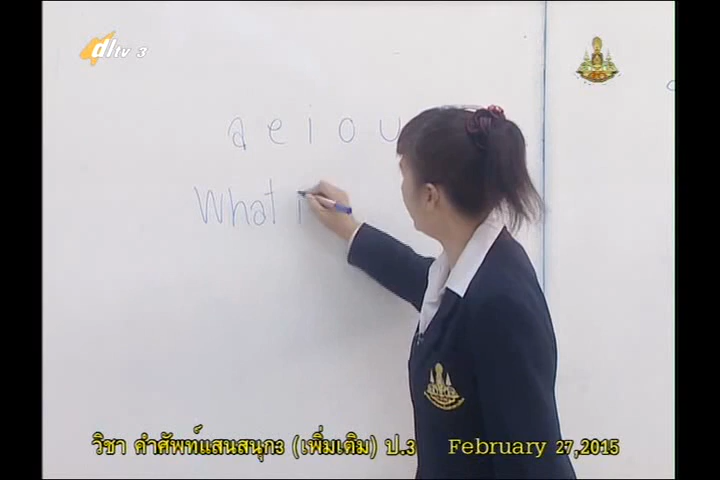 dltv 3
a e i o u
What i
วิชา คำศัพท์แสนสนุก3 (เพิ่มเติม) ป.3 February 27,2015